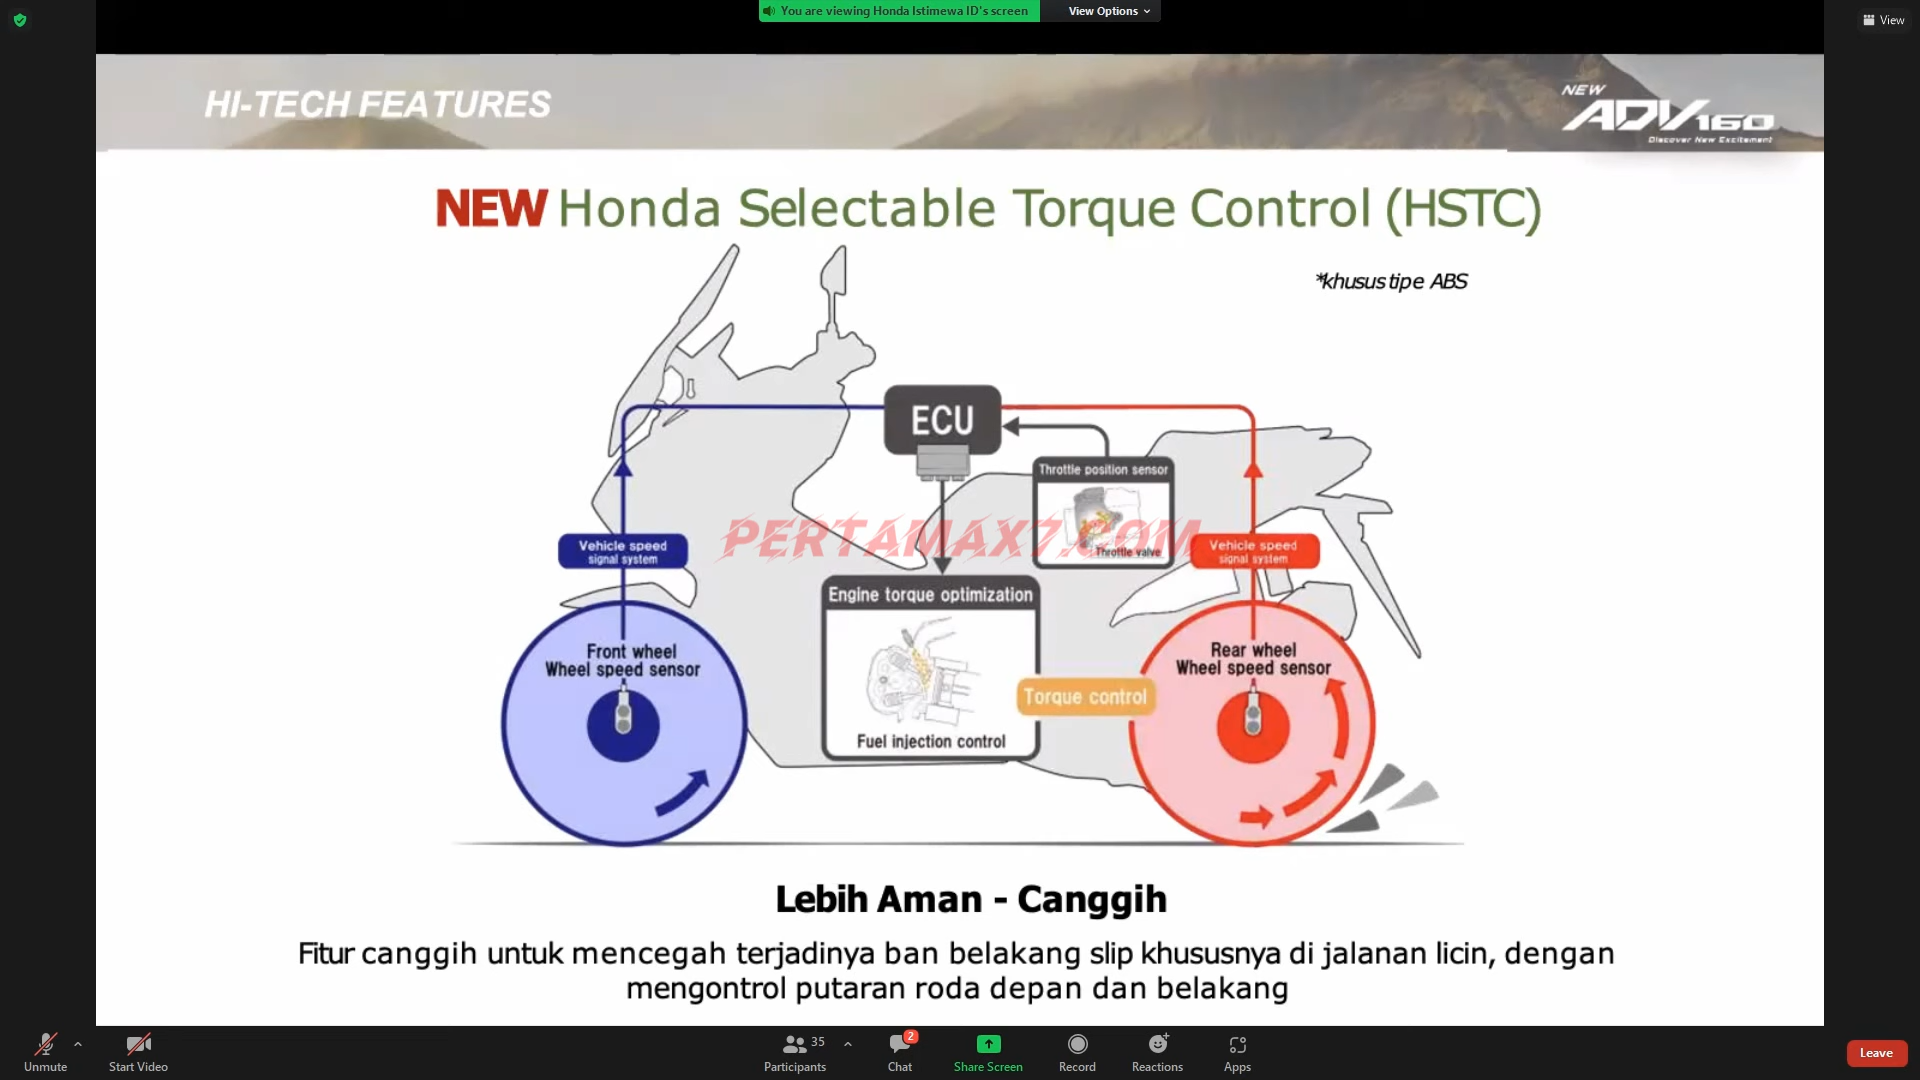 You are viewing Honda Istimewa ID's screen
View Options
View
HI-TECH FEATURES
NEW
ADV160
Discover New Excitement
NEW Honda Selectable Torque Control (HSTC)
*khusus tipe ABS
ECU
Throttle position sensor
Throttle valve
PERTAMAX7.COM
Vehicle speed
signal system
Vehicle speed
signal system
Engine torque optimization
Fuel injection control
Torque control
Front wheel
Wheel speed sensor
Rear wheel
Wheel speed sensor
Lebih Aman - Canggih
Fitur canggih untuk mencegah terjadinya ban belakang slip khususnya di jalanan licin, dengan
mengontrol putaran roda depan dan belakang
Unmute
Start Video
35
Participants
2
Chat
Share Screen
Record
Reactions
Apps
Leave